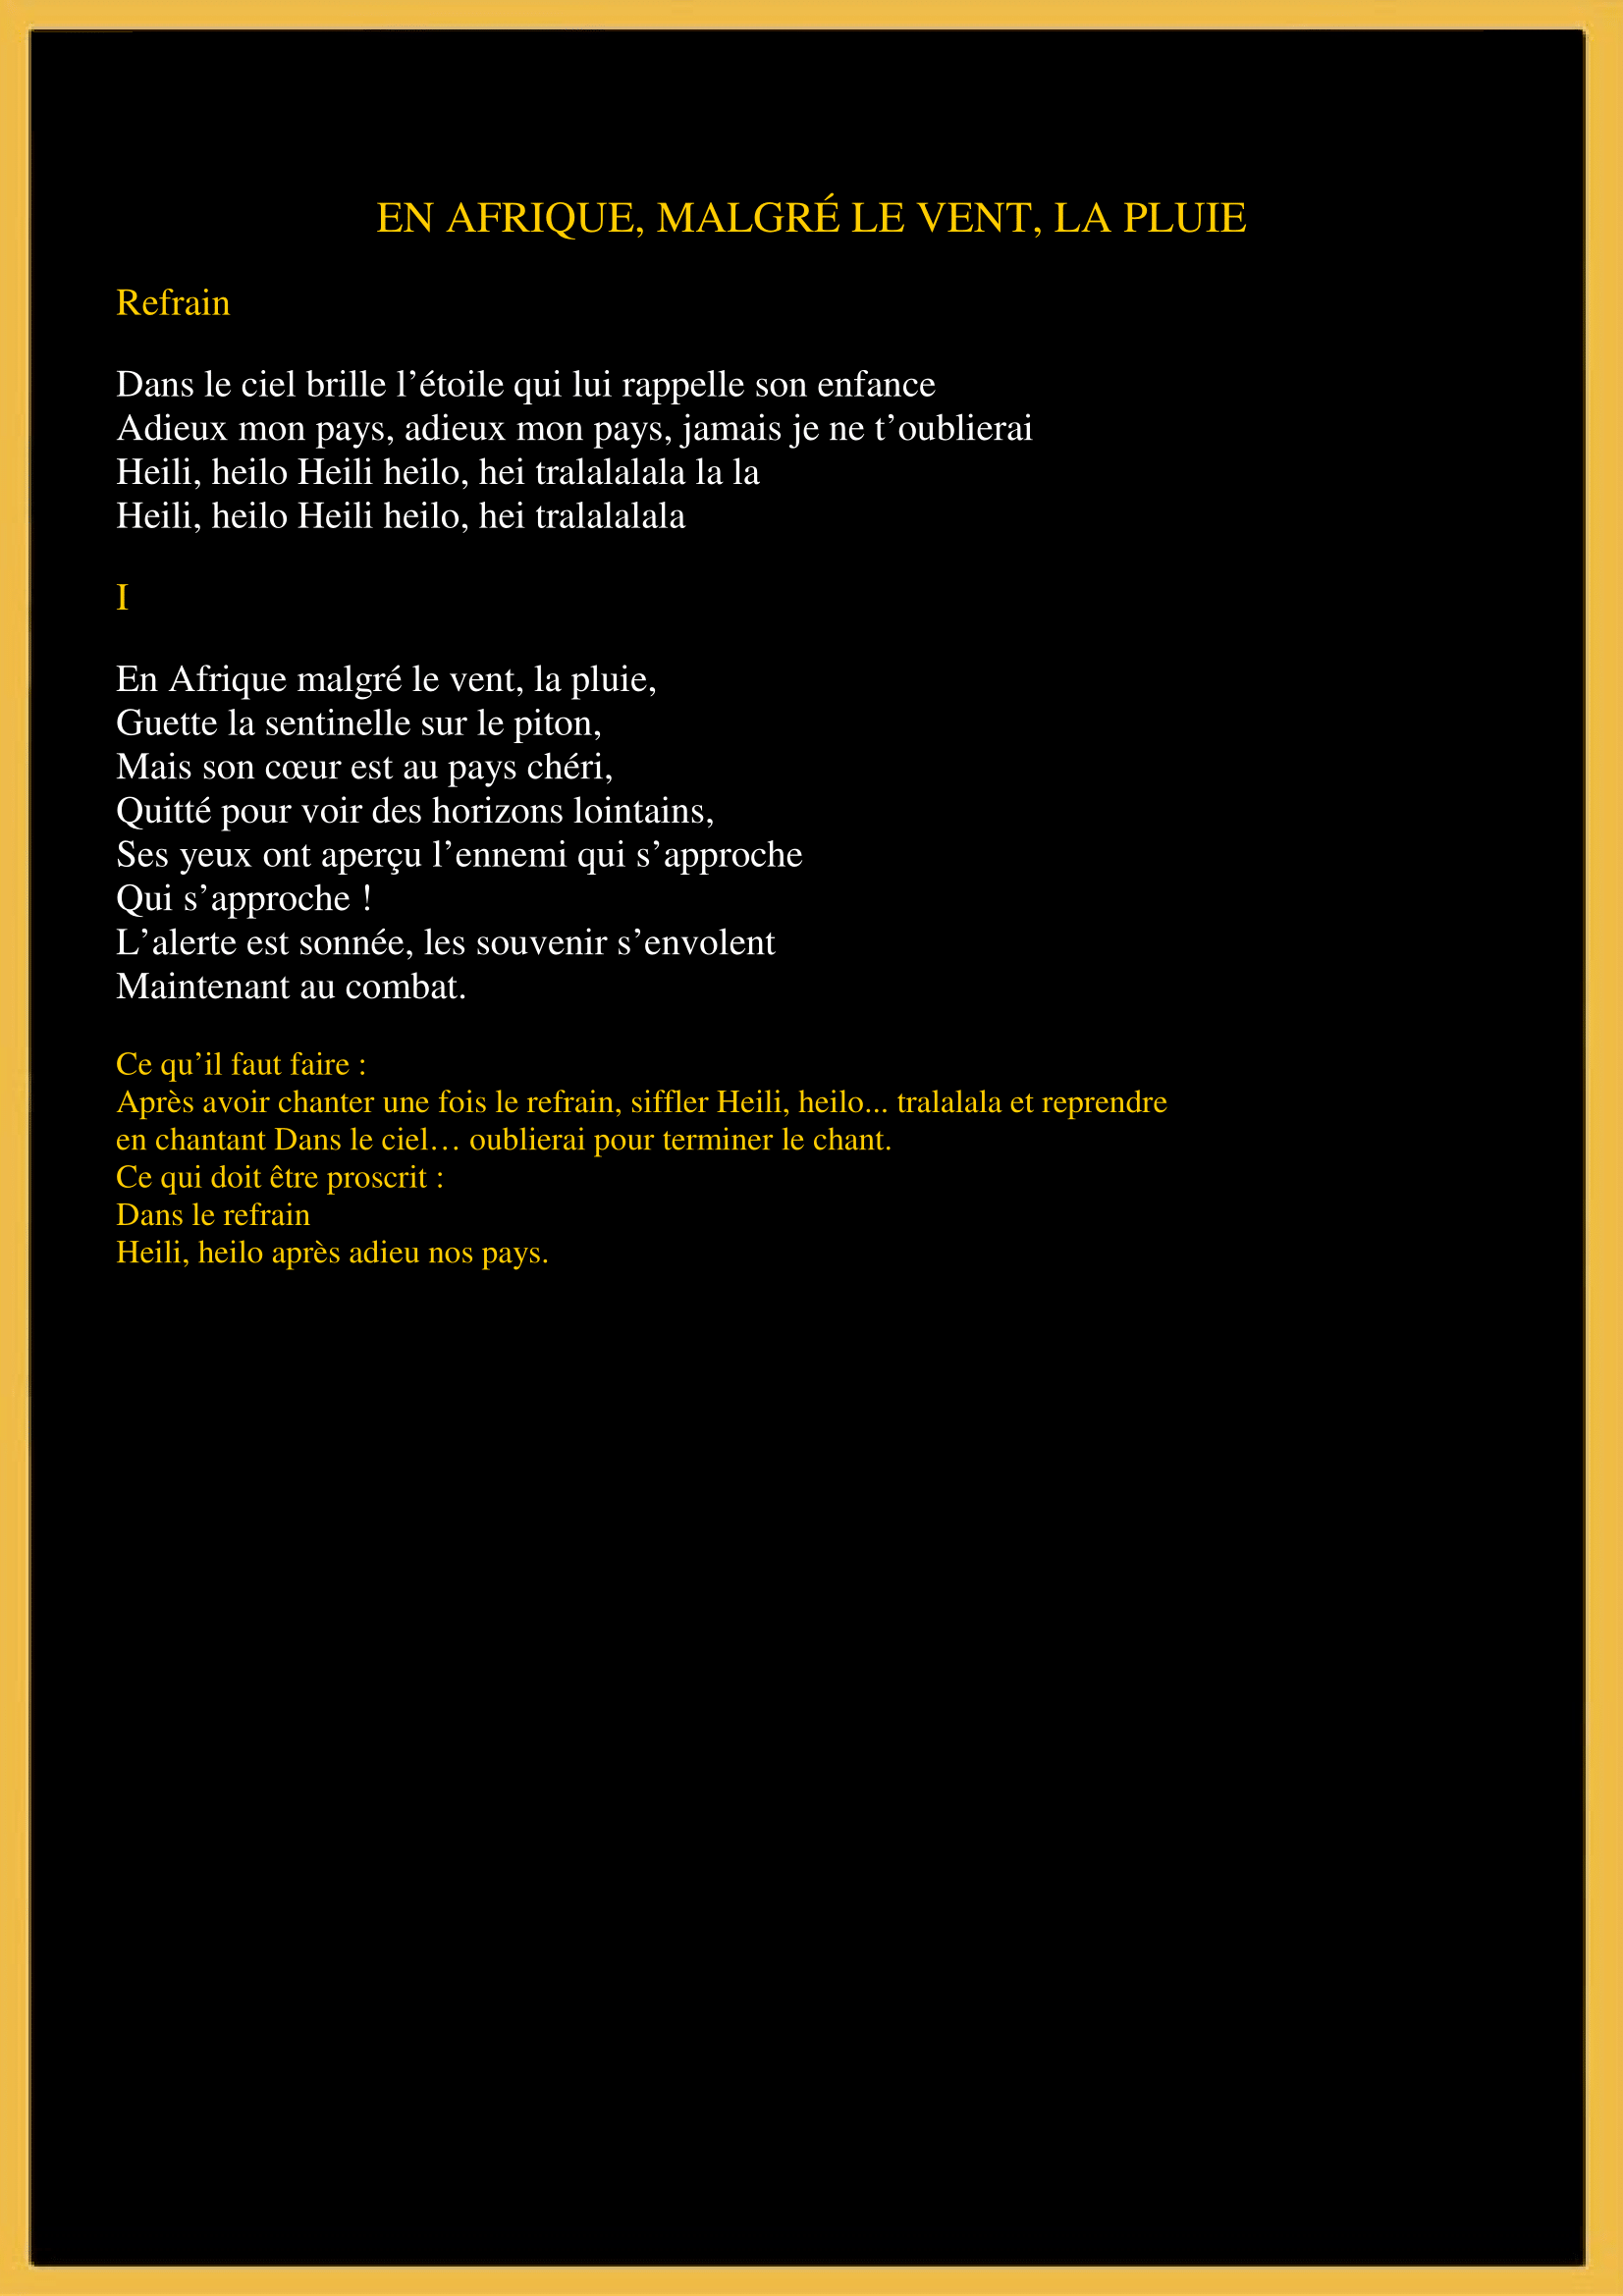 EN AFRIQUE, MALGRÉ LE VENT, LA PLUIE
Refrain
Dans le ciel brille l’étoile qui lui rappelle son enfance
Adieux mon pays, adieux mon pays, jamais je ne t’oublierai
Heili, heilo Heili heilo, hei tralalalala la la
Heili, heilo Heili heilo, hei tralalalala
I
En Afrique malgré le vent, la pluie,
Guette la sentinelle sur le piton,
Mais son cœur est au pays chéri,
Quitté pour voir des horizons lointains,
Ses yeux ont aperçu l’ennemi qui s’approche
Qui s’approche !
L’alerte est sonnée, les souvenir s’envolent
Maintenant au combat.
Ce qu’il faut faire :
Après avoir chanter une fois le refrain, siffler Heili, heilo... tralalala et reprendre
en chantant Dans le ciel… oublierai pour terminer le chant.
Ce qui doit être proscrit :
Dans le refrain
Heili, heilo après adieu nos pays.